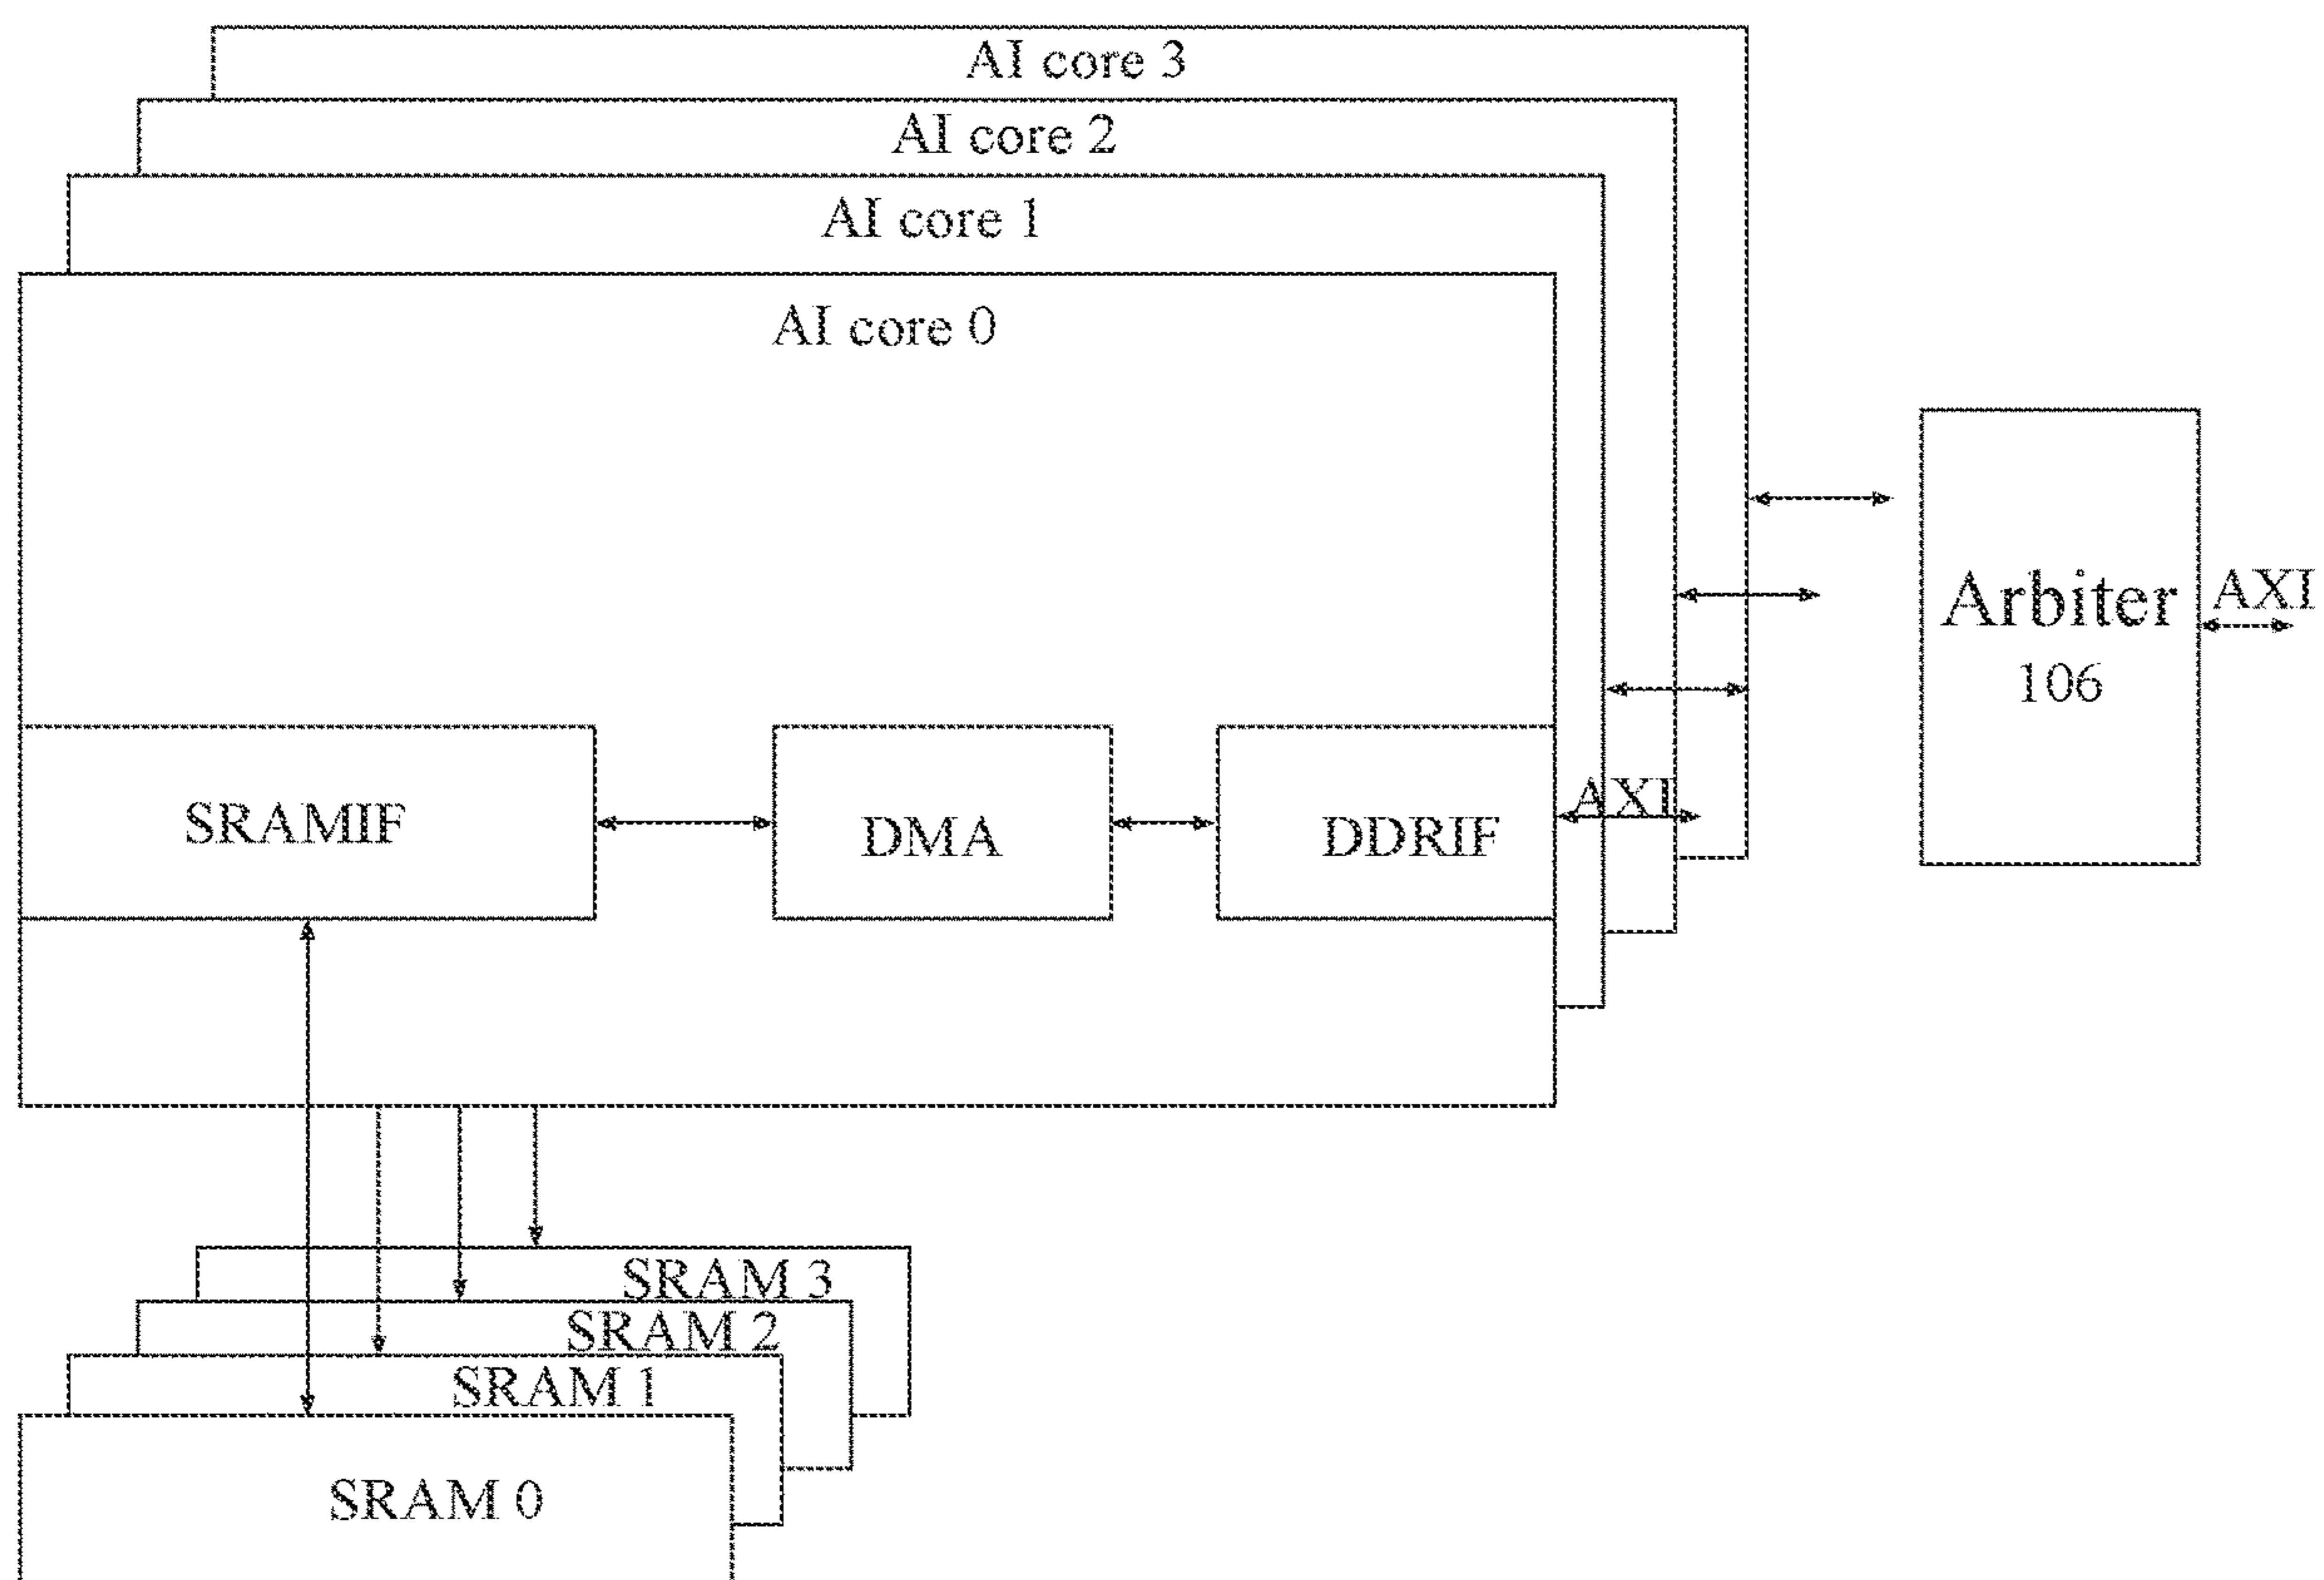 AI core 3
AI core 2
AI core 1
AI core 0
Arbiter
106
AXI
SRAMIF
DMA
DDRIF
AXI
SRAM 3
SRAM 2
SRAM 1
SRAM 0